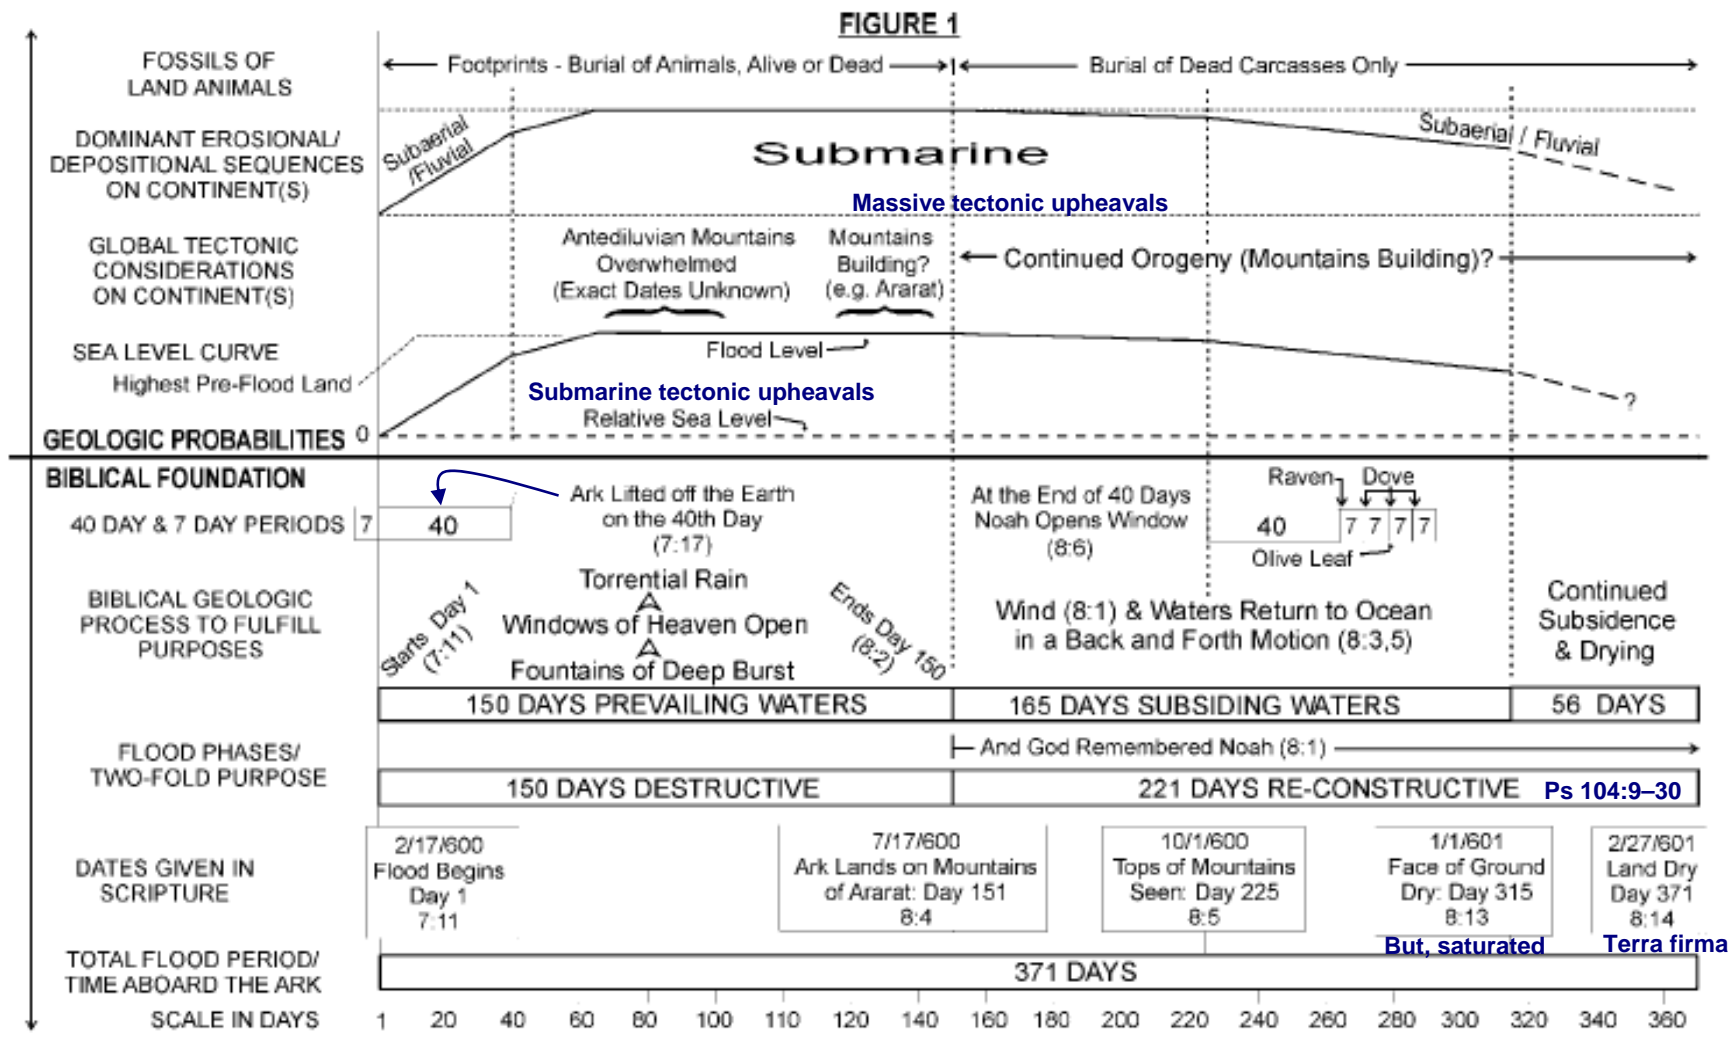 FIGURE 1
FOSSILS OF
LAND ANIMALS
Footprints - Burial of Animals, Alive or Dead
Burial of Dead Carcasses Only
DOMINANT EROSIONAL/
DEPOSITIONAL SEQUENCES
ON CONTINENT(S)
Subaerial
/Fluvial
Submarine
Subaerial / Fluvial
Massive tectonic upheavals
GLOBAL TECTONIC
CONSIDERATIONS
ON CONTINENT(S)
Antediluvian Mountains
Overwhelmed
(Exact Dates Unknown)
Mountains
Building?
(e.g. Ararat)
Continued Orogeny (Mountains Building)?
SEA LEVEL CURVE
Highest Pre-Flood Land
Flood Level
Submarine tectonic upheavals
Relative Sea Level
?
GEOLOGIC PROBABILITIES 0
BIBLICAL FOUNDATION
40 DAY & 7 DAY PERIODS
7
40
Ark Lifted off the Earth
on the 40th Day
(7:17)
At the End of 40 Days
Noah Opens Window
(8:6)
Raven
Dove
40
7 7 7 7
Olive Leaf
BIBLICAL GEOLOGIC
PROCESS TO FULFILL
PURPOSES
Starts Day 1
(7:11)
Torrential Rain
Windows of Heaven Open
Fountains of Deep Burst
Ends Day 150
(8:2)
Wind (8:1) & Waters Return to Ocean
in a Back and Forth Motion (8:3,5)
Continued
Subsidence
& Drying
150 DAYS PREVAILING WATERS
165 DAYS SUBSIDING WATERS
56 DAYS
FLOOD PHASES/
TWO-FOLD PURPOSE
And God Remembered Noah (8:1)
150 DAYS DESTRUCTIVE
221 DAYS RE-CONSTRUCTIVE
Ps 104:9–30
DATES GIVEN IN
SCRIPTURE
2/17/600
Flood Begins
Day 1
7:11
7/17/600
Ark Lands on Mountains
of Ararat: Day 151
8:4
10/1/600
Tops of Mountains
Seen: Day 225
8:5
1/1/601
Face of Ground
Dry: Day 315
8:13
But, saturated
2/27/601
Land Dry
Day 371
8:14
Terra firma
TOTAL FLOOD PERIOD/
TIME ABOARD THE ARK
371 DAYS
SCALE IN DAYS
1 20 40 60 80 100 110 120 140 160 180 200 220 240 260 280 300 320 340 360